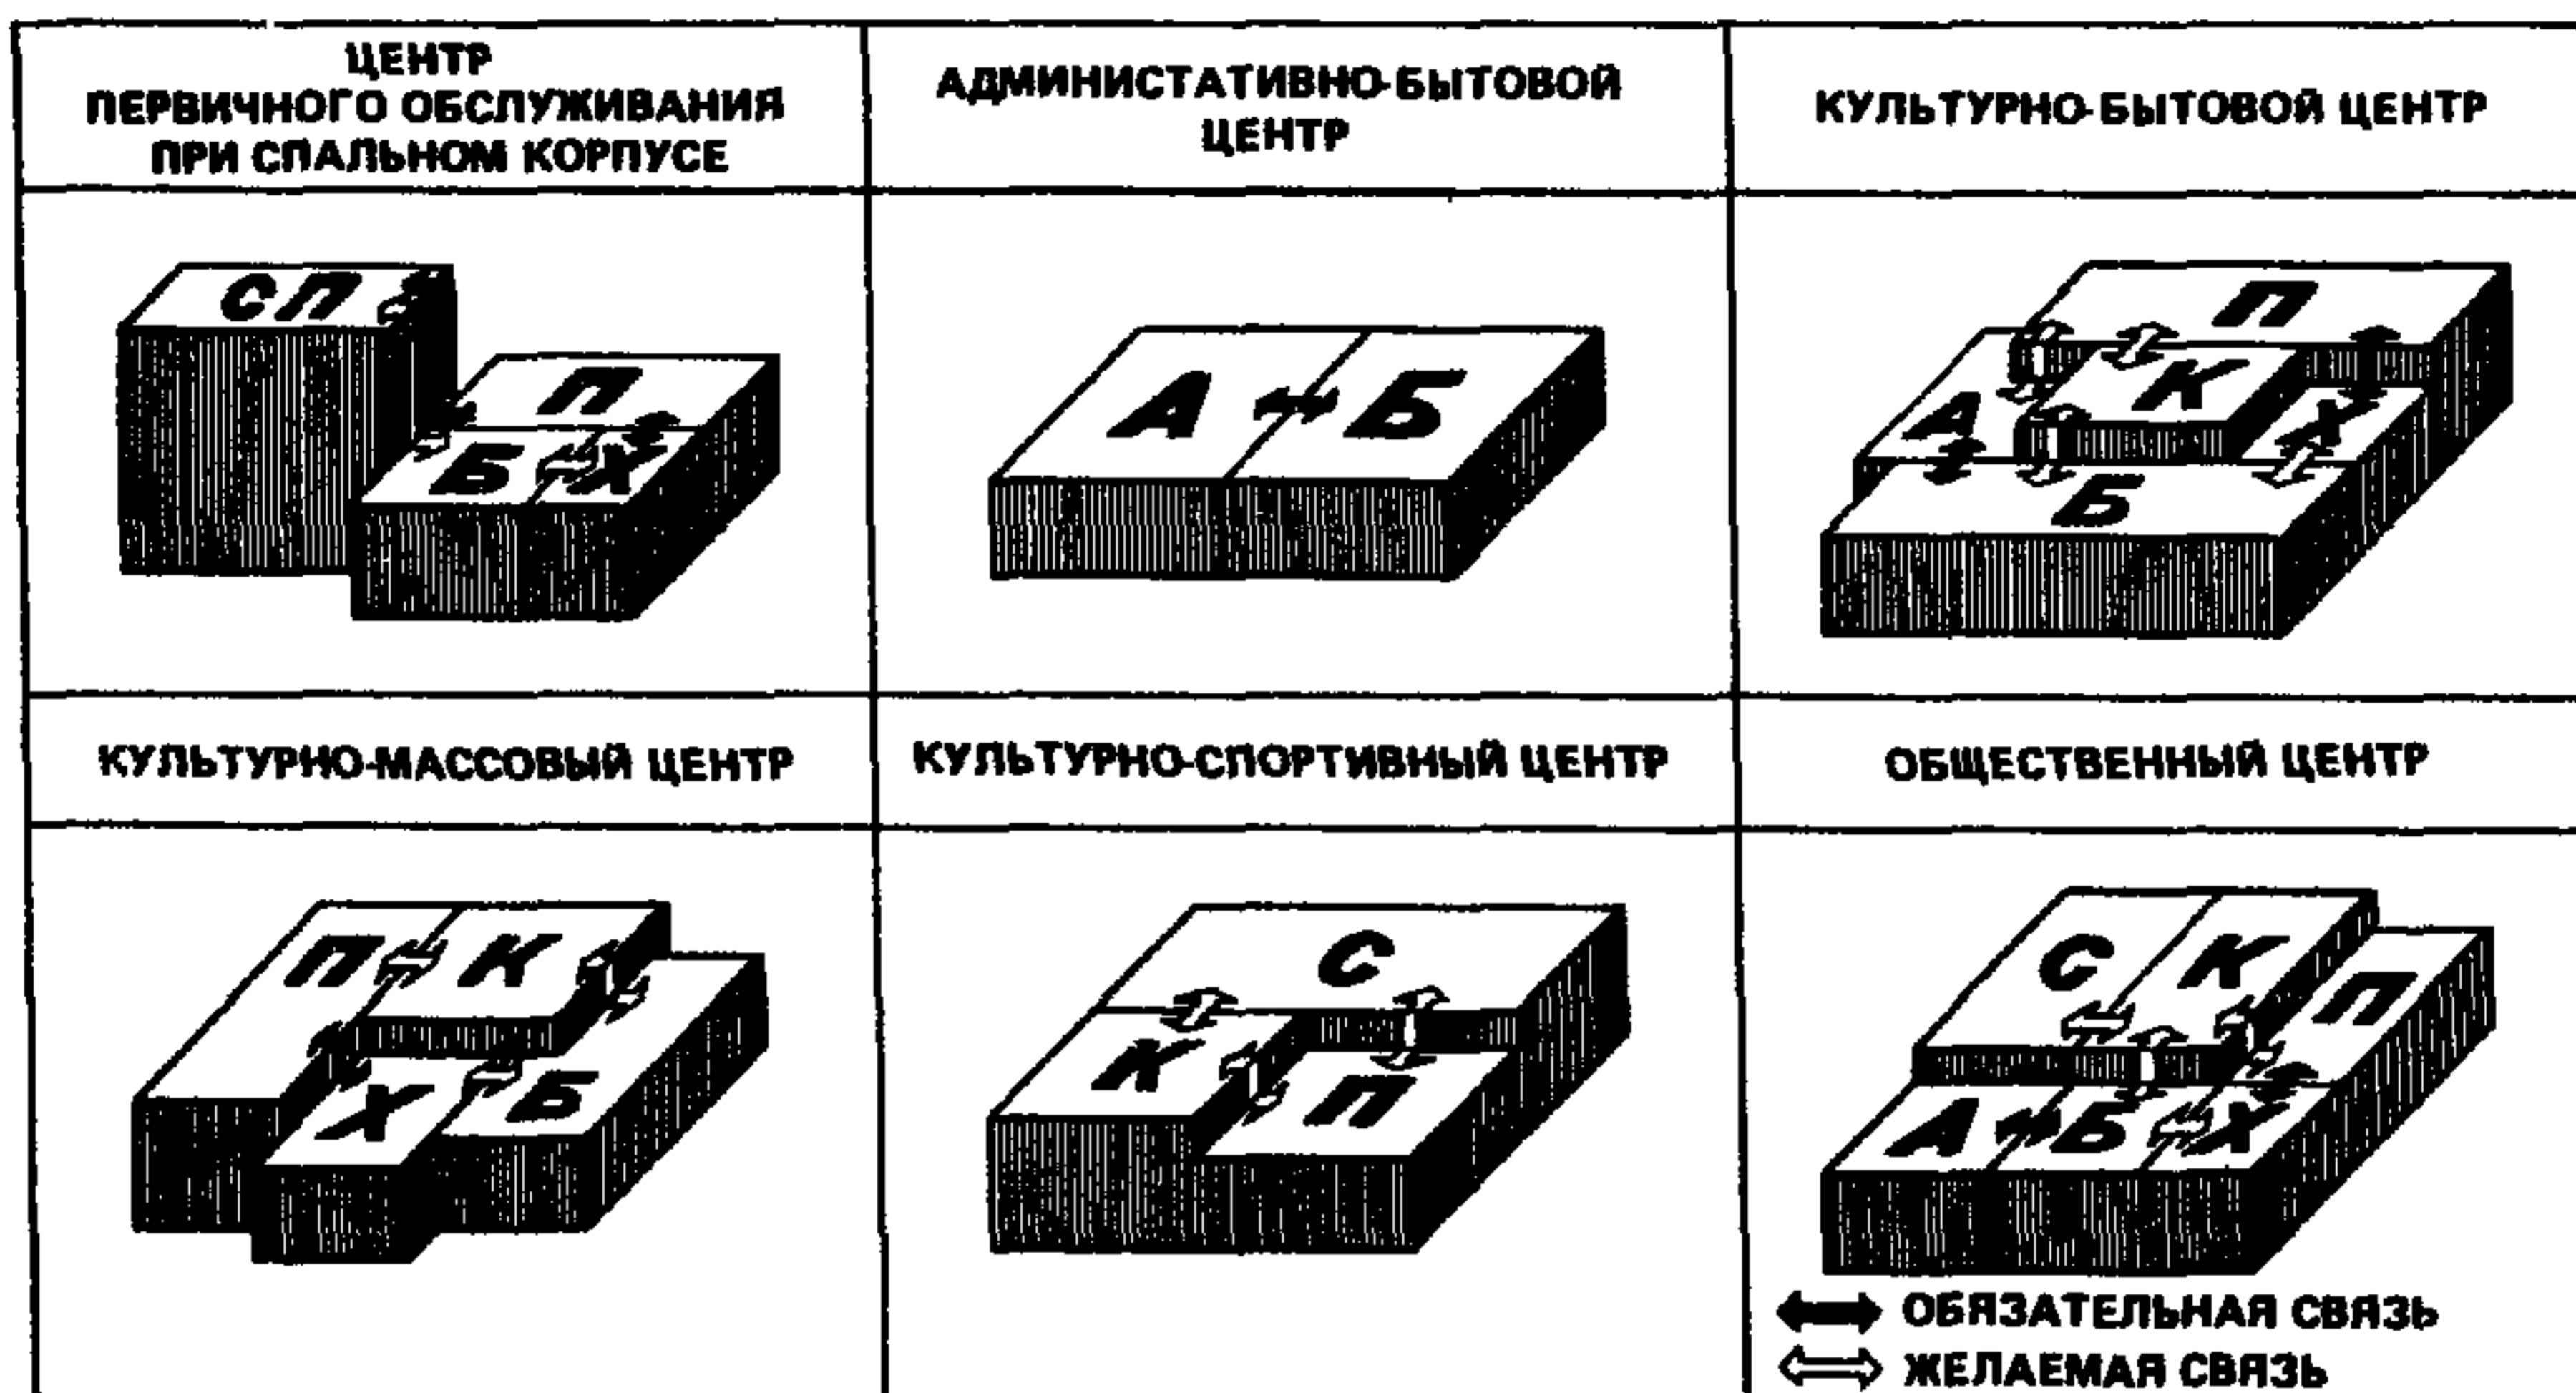 ЦЕНТР
ПЕРВИЧНОГО ОБСЛУЖИВАНИЯ
ПРИ СПАЛЬНОМ КОРПУСЕ
АДМИНИСТАТИВНО-БЫТОВОЙ
ЦЕНТР
КУЛЬТУРНО-БЫТОВОЙ ЦЕНТР
СП
П
Б Х
А Б
П
К
А Х
Б
КУЛЬТУРНО-МАССОВЫЙ ЦЕНТР
КУЛЬТУРНО-СПОРТИВНЫЙ ЦЕНТР
ОБЩЕСТВЕННЫЙ ЦЕНТР
П К
Х Б
С
К П
С К П
А Б Х
ОБЯЗАТЕЛЬНАЯ СВЯЗЬ
ЖЕЛАЕМАЯ СВЯЗЬ